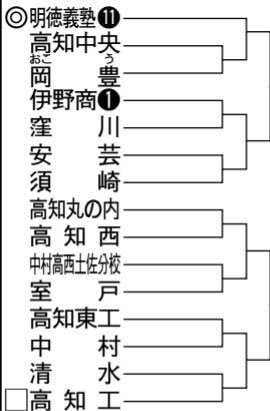 ◎明徳義塾⓫
高知中央
岡豊
おこう
伊野商❶
窪川
安芸
須崎
高知丸の内
高知西
中村高西土佐分校
室戸
高知東工
中村
清水
□高知工